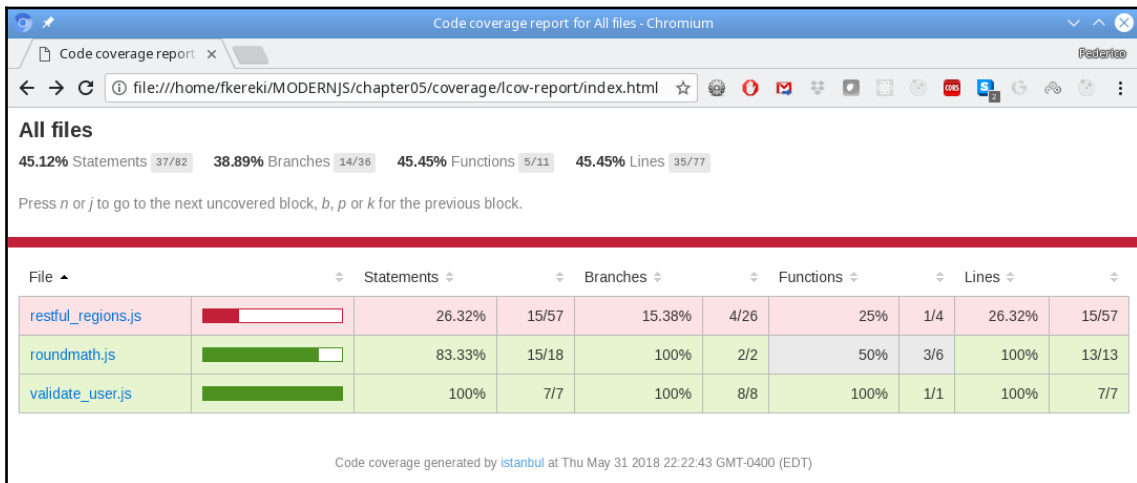 Code coverage report for All files - Chromium
Code coverage report
Federico
file:///home/fkereki/MODERNJS/chapter05/coverage/lcov-report/index.html
CORS
S
2
G
All files
45.12% Statements 37/82 38.89% Branches 14/36 45.45% Functions 5/11 45.45% Lines 35/77
Press n or j to go to the next uncovered block, b, p or k for the previous block.
File Statements Branches Functions Lines
restful_regions.js 26.32% 15/57 15.38% 4/26 25% 1/4 26.32% 15/57
roundmath.js 83.33% 15/18 100% 2/2 50% 3/6 100% 13/13
validate_user.js 100% 7/7 100% 8/8 100% 1/1 100% 7/7
Code coverage generated by istanbul at Thu May 31 2018 22:22:43 GMT-0400 (EDT)